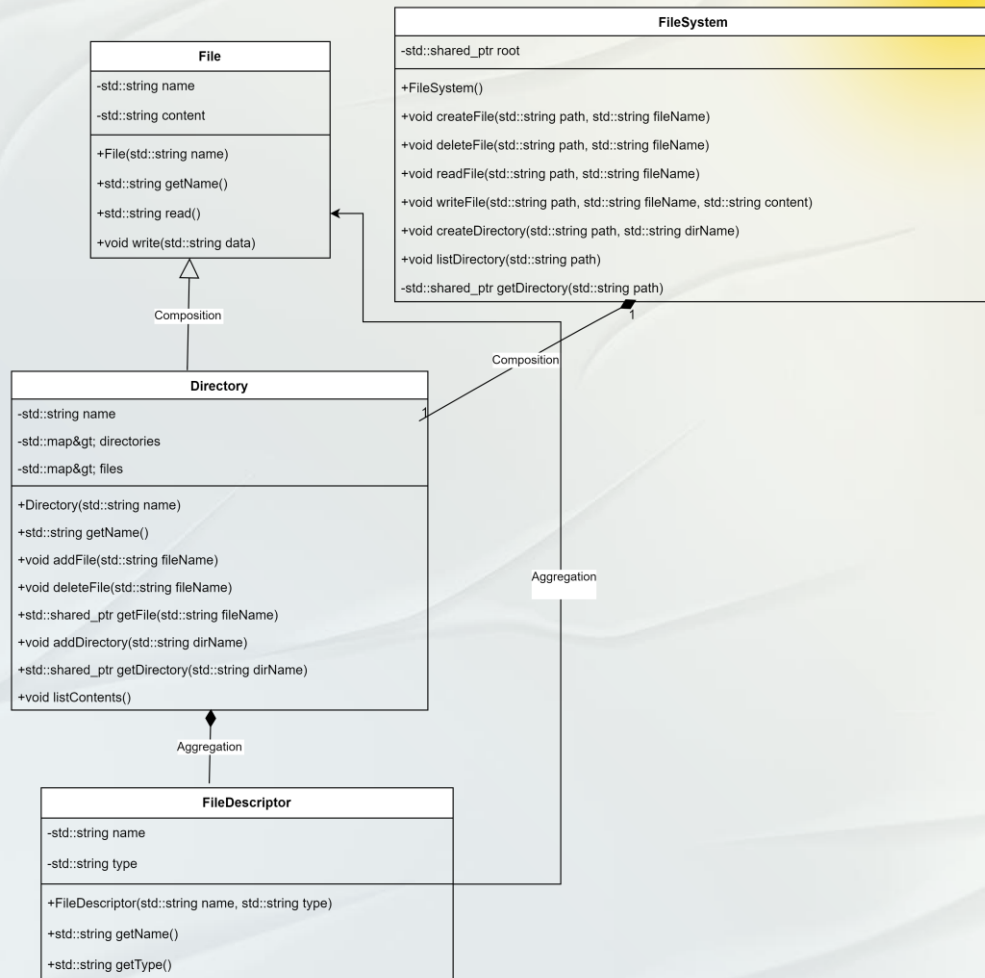 File
-std::string name
-std::string content
+File(std::string name)
+std::string getName()
+std::string read()
+void write(std::string data)
FileSystem
-std::shared_ptr root
+FileSystem()
+void createFile(std::string path, std::string fileName)
+void deleteFile(std::string path, std::string fileName)
+void readFile(std::string path, std::string fileName)
+void writeFile(std::string path, std::string fileName, std::string content)
+void createDirectory(std::string path, std::string dirName)
+void listDirectory(std::string path)
-std::shared_ptr getDirectory(std::string path)
Composition
1
Composition
1
Directory
-std::string name
-std::map&gt; directories
-std::map&gt; files
+Directory(std::string name)
+std::string getName()
+void addFile(std::string fileName)
+void deleteFile(std::string fileName)
+std::shared_ptr getFile(std::string fileName)
+void addDirectory(std::string dirName)
+std::shared_ptr getDirectory(std::string dirName)
+void listContents()
Aggregation
Aggregation
FileDescriptor
-std::string name
-std::string type
+FileDescriptor(std::string name, std::string type)
+std::string getName()
+std::string getType()